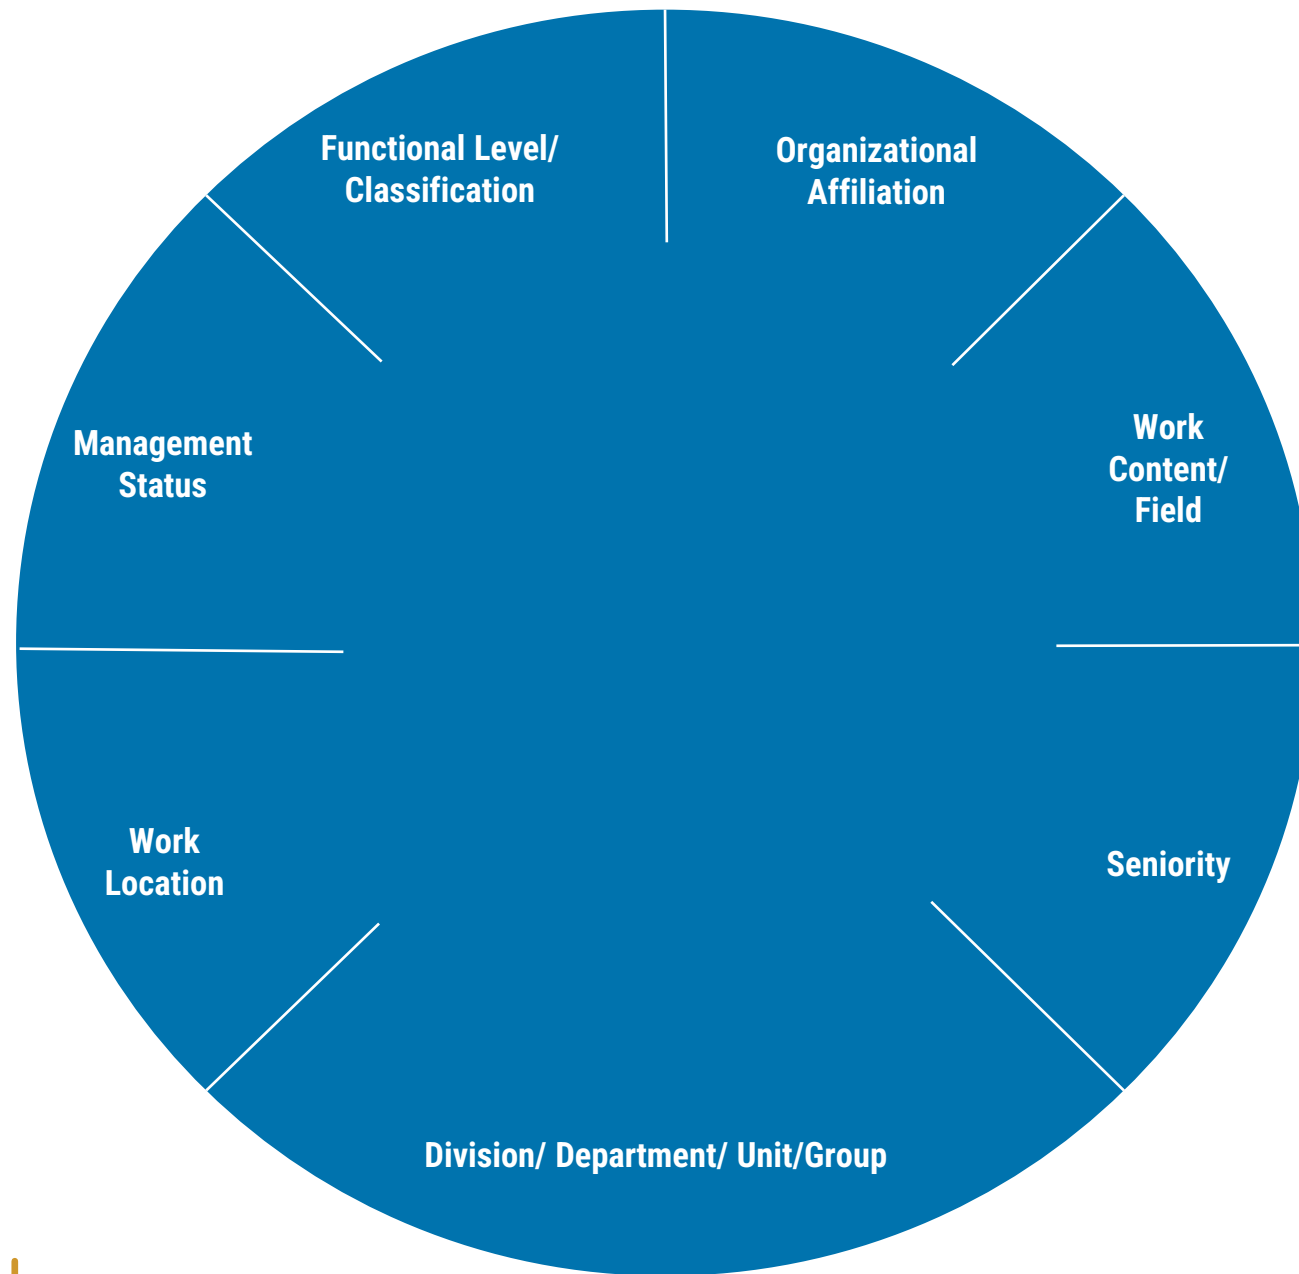 Functional Level/
Classification
Organizational
Affiliation
Management
Status
Work
Content/
Field
Work
Location
Seniority
Division/ Department/ Unit/Group